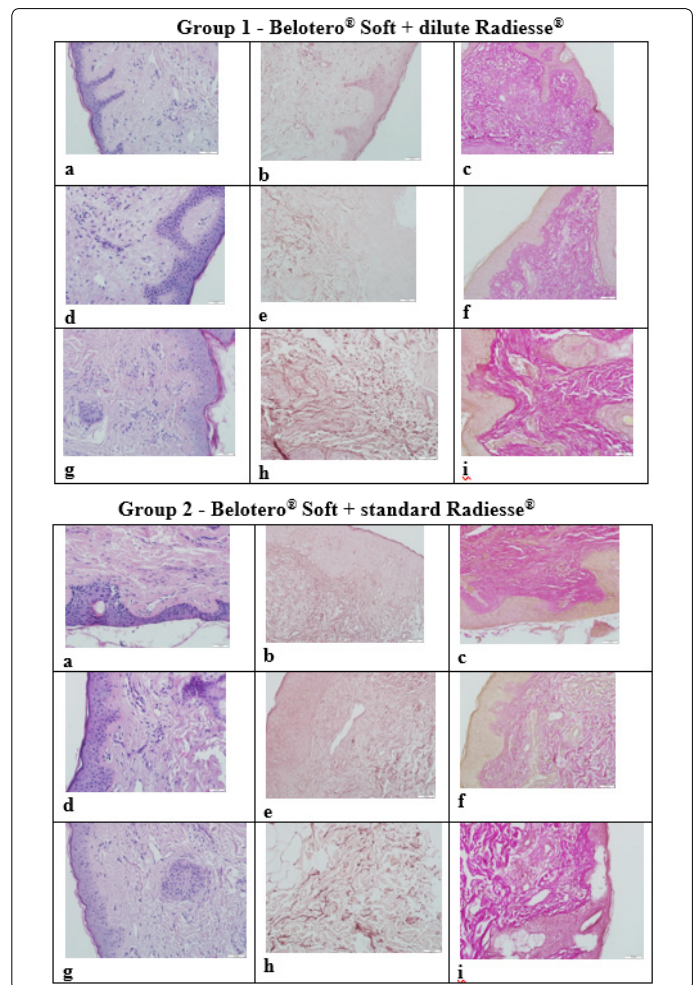 Group 1 - Belotero® Soft + dilute Radiesse®
a b c
d e f
g h i
Group 2 - Belotero® Soft + standard Radiesse®
a b c
d e f
g h i